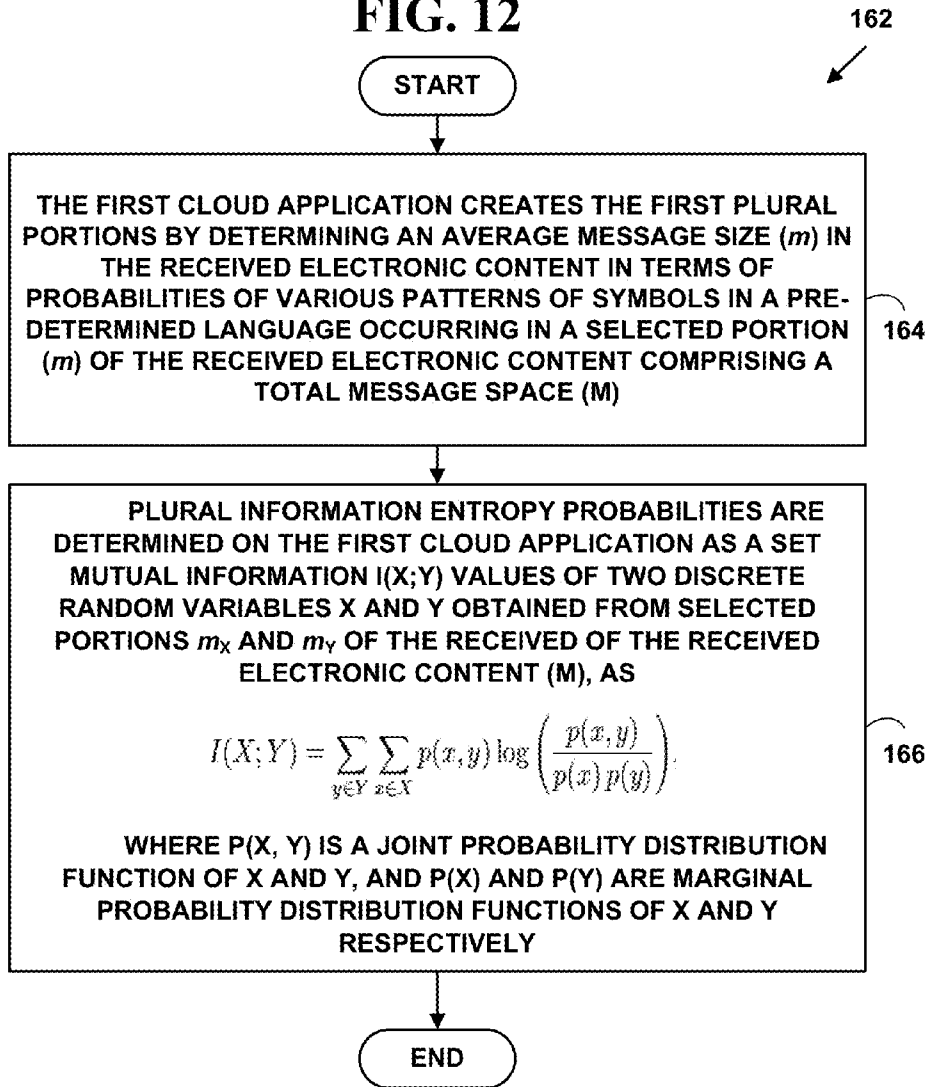 FIG. 12
162
START
THE FIRST CLOUD APPLICATION CREATES THE FIRST PLURAL
PORTIONS BY DETERMINING AN AVERAGE MESSAGE SIZE (m) IN
THE RECEIVED ELECTRONIC CONTENT IN TERMS OF
PROBABILITIES OF VARIOUS PATTERNS OF SYMBOLS IN A PRE-
DETERMINED LANGUAGE OCCURRING IN A SELECTED PORTION
(m) OF THE RECEIVED ELECTRONIC CONTENT COMPRISING A
TOTAL MESSAGE SPACE (M)
164
PLURAL INFORMATION ENTROPY PROBABILITIES ARE
DETERMINED ON THE FIRST CLOUD APPLICATION AS A SET
MUTUAL INFORMATION I(X;Y) VALUES OF TWO DISCRETE
RANDOM VARIABLES X AND Y OBTAINED FROM SELECTED
PORTIONS m_X AND m_Y OF THE RECEIVED OF THE RECEIVED
ELECTRONIC CONTENT (M), AS
I(X;Y) = ∑_{y∈Y} ∑_{x∈X} p(x,y) log ( p(x,y) / p(x) p(y) ).
166
WHERE P(X, Y) IS A JOINT PROBABILITY DISTRIBUTION
FUNCTION OF X AND Y, AND P(X) AND P(Y) ARE MARGINAL
PROBABILITY DISTRIBUTION FUNCTIONS OF X AND Y
RESPECTIVELY
END